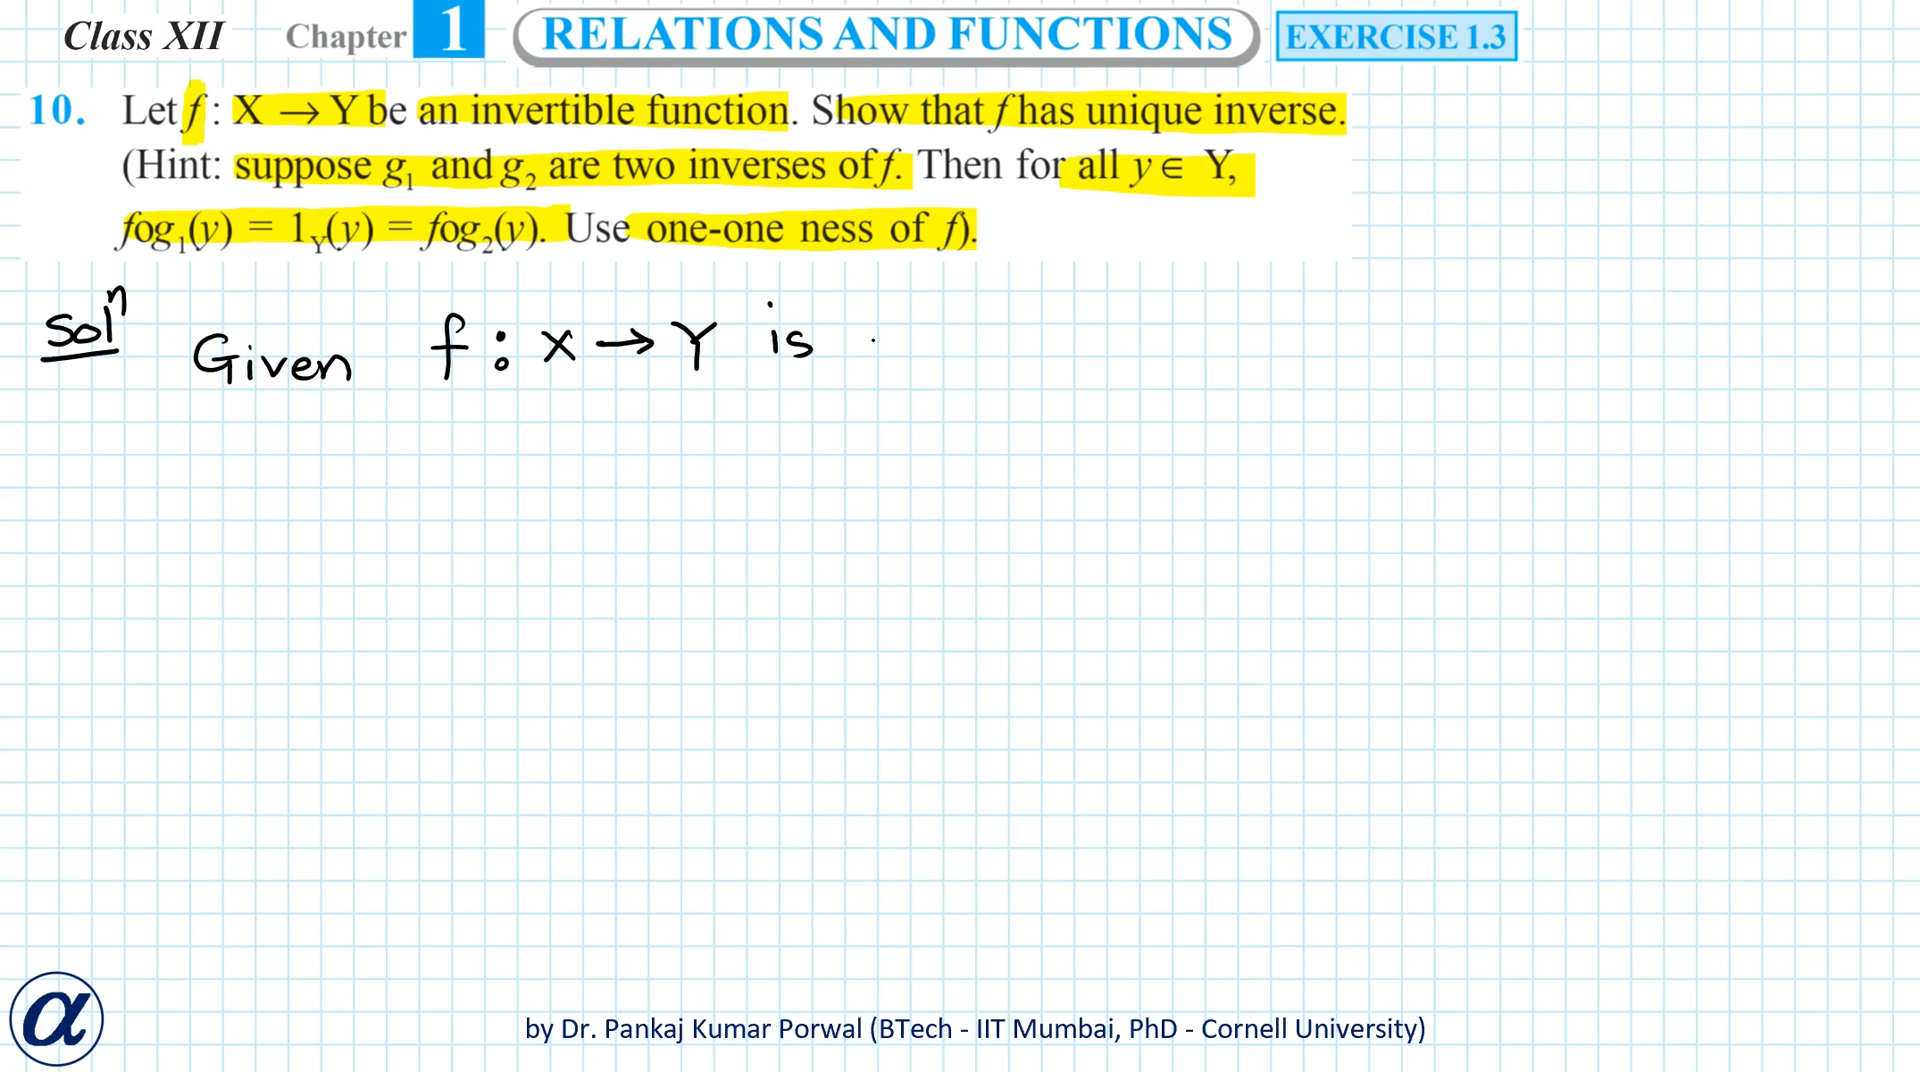 Class XII Chapter 1 RELATIONS AND FUNCTIONS EXERCISE 1.3
10. Let f : X → Y be an invertible function. Show that f has unique inverse.
(Hint: suppose g₁ and g₂ are two inverses of f. Then for all y ∈ Y,
fog₁(y) = 1ᵧ(y) = fog₂(y). Use one-one ness of f).
Solⁿ Given f : X → Y is
α
by Dr. Pankaj Kumar Porwal (BTech - IIT Mumbai, PhD - Cornell University)